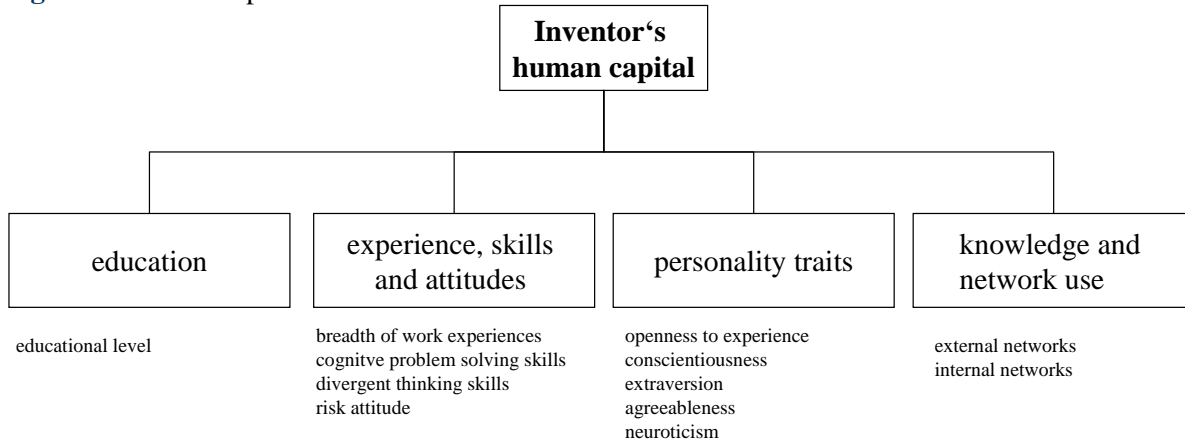 Inventor‘s
human capital
education
experience, skills
and attitudes
personality traits
knowledge and
network use
educational level
breadth of work experiences
cognitve problem solving skills
divergent thinking skills
risk attitude
openness to experience
conscientiousness
extraversion
agreeableness
neuroticism
external networks
internal networks